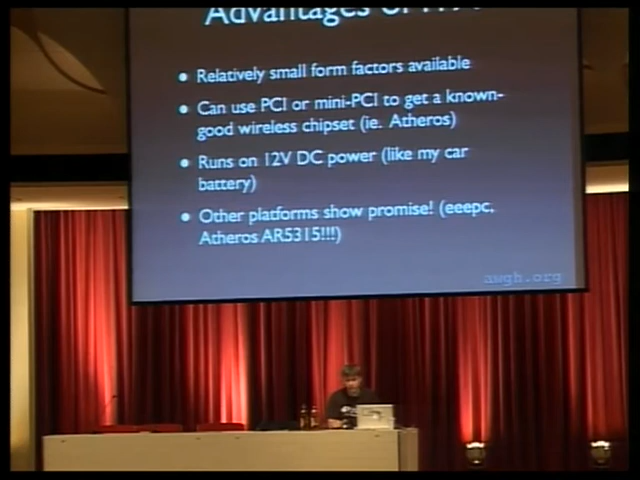 Advantages of
• Relatively small form factors available
• Can use PCI or mini-PCI to get a known-
good wireless chipset (ie. Atheros)
• Runs on 12V DC power (like my car
battery)
• Other platforms show promise! (eeepc,
Atheros AR5315!!!)
awgh.org